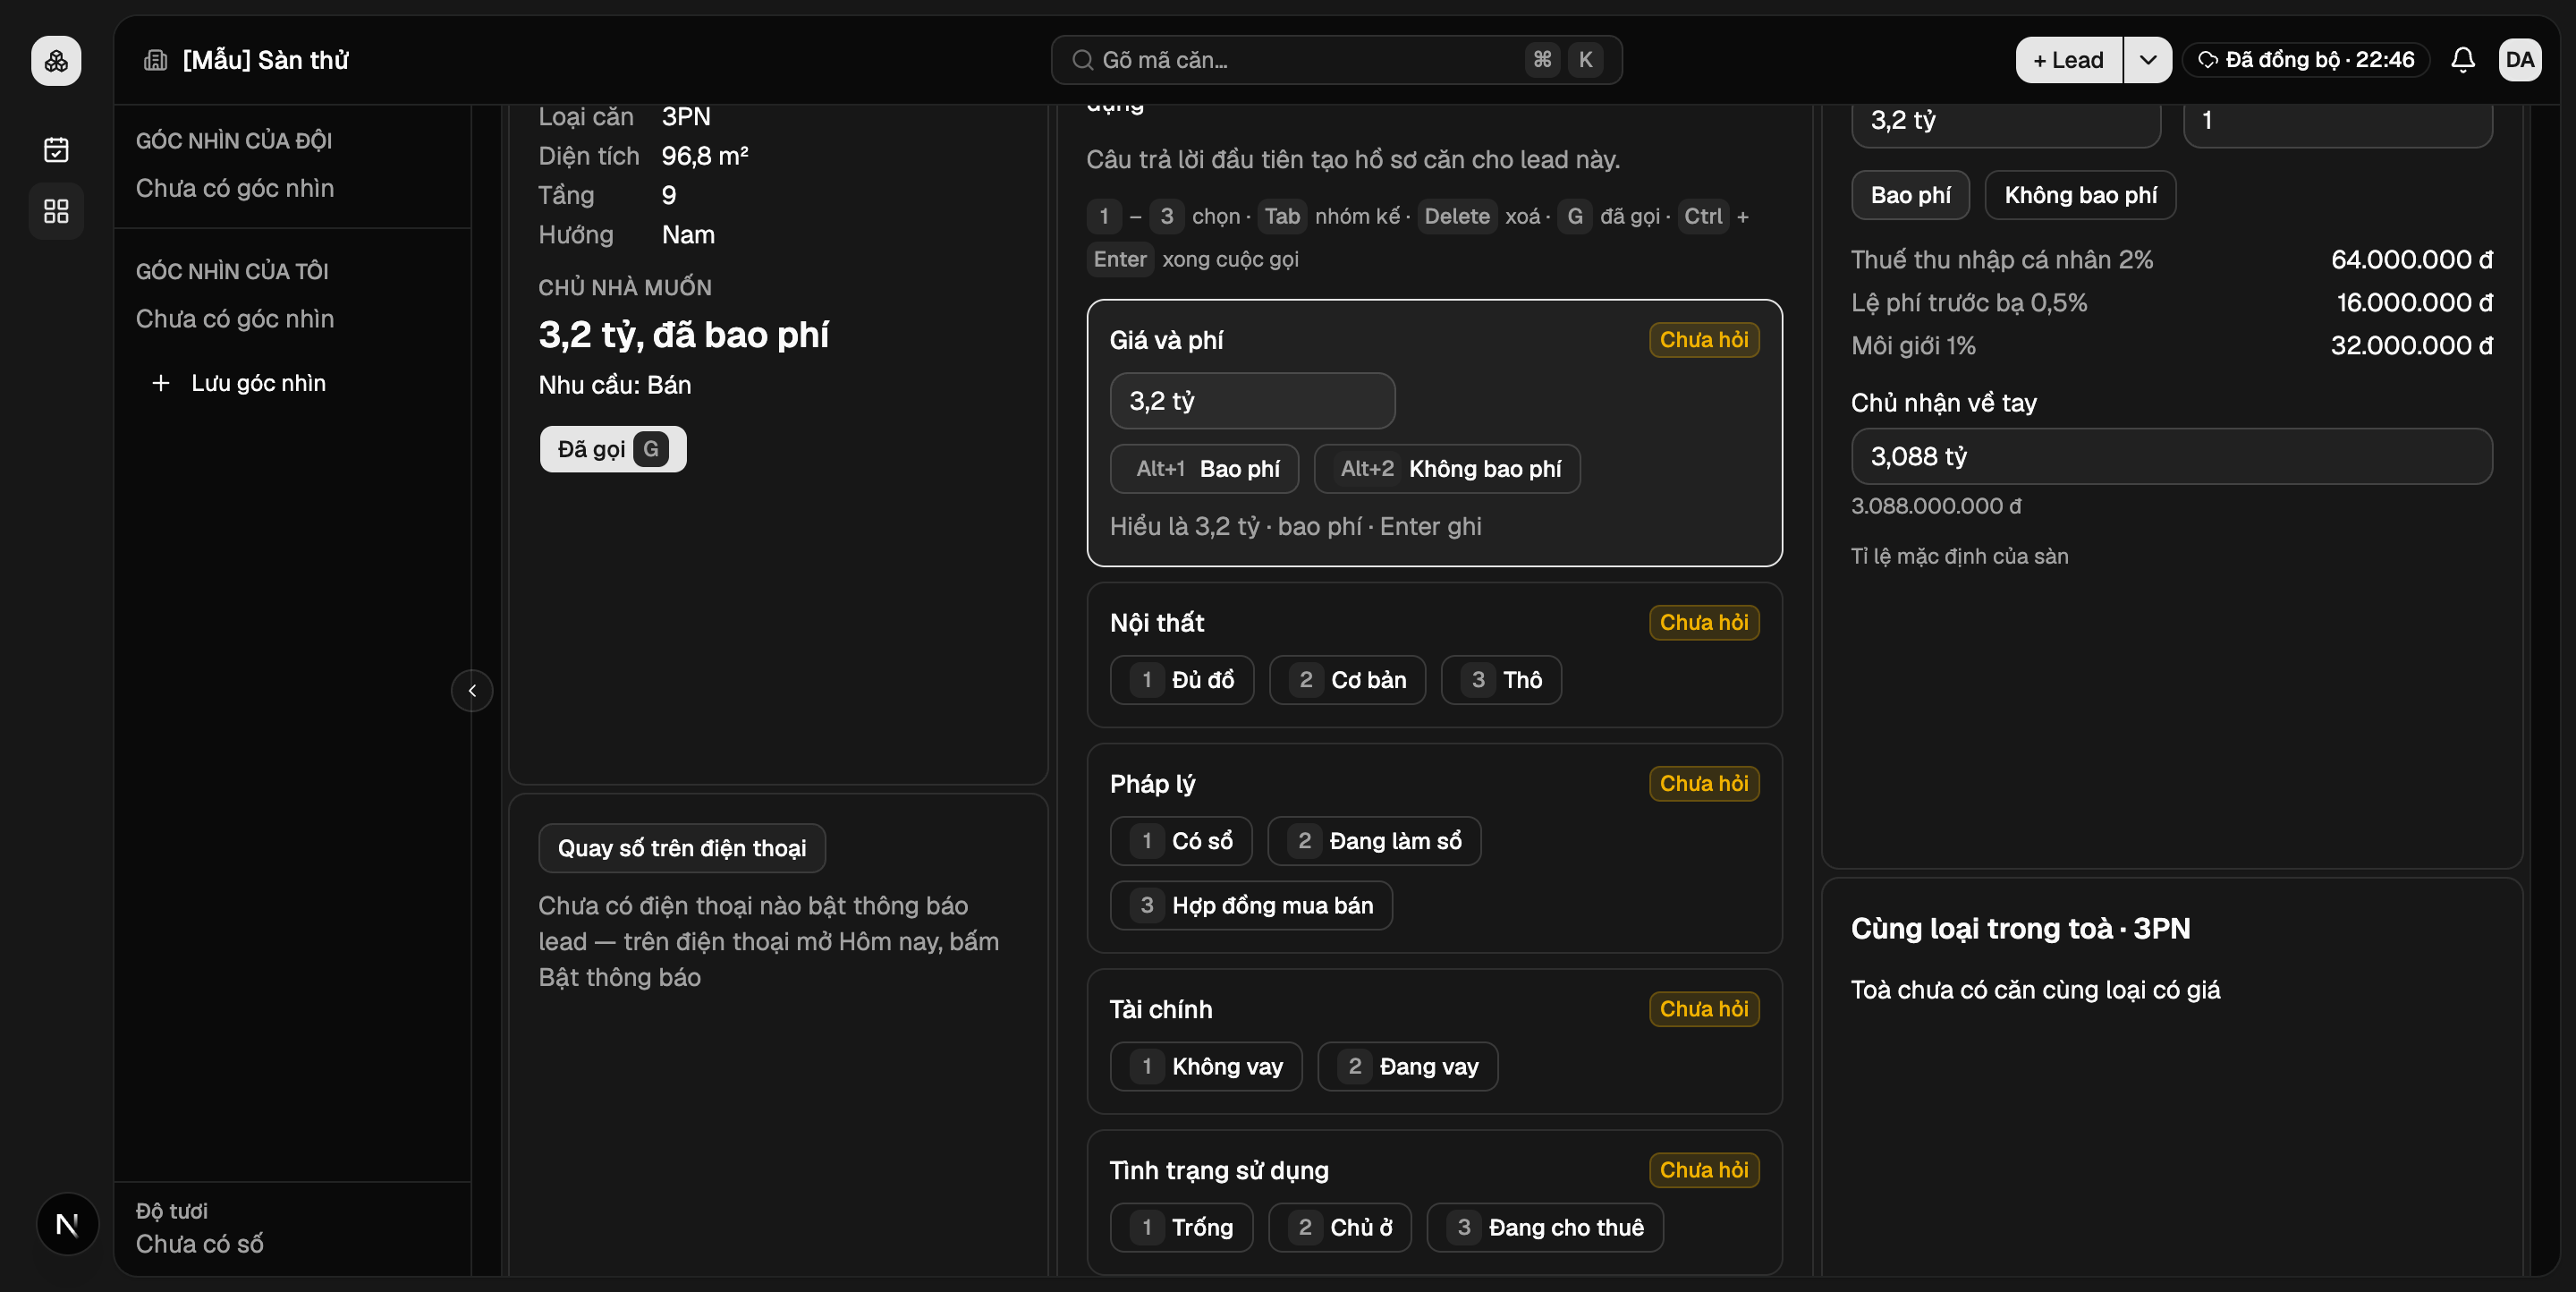 [Mẫu] Sàn thử
Gõ mã căn...
⌘ K
+ Lead
Đã đồng bộ · 22:46
DA
GÓC NHÌN CỦA ĐỘI
Chưa có góc nhìn
GÓC NHÌN CỦA TÔI
Chưa có góc nhìn
+ Lưu góc nhìn
Độ tươi
Chưa có số
N
Loại căn 3PN
Diện tích 96,8 m²
Tầng 9
Hướng Nam
CHỦ NHÀ MUỐN
3,2 tỷ, đã bao phí
Nhu cầu: Bán
Đã gọi G
Quay số trên điện thoại
Chưa có điện thoại nào bật thông báo
lead — trên điện thoại mở Hôm nay, bấm
Bật thông báo
dụng
Câu trả lời đầu tiên tạo hồ sơ căn cho lead này.
1 – 3 chọn · Tab nhóm kế · Delete xoá · G đã gọi · Ctrl +
Enter xong cuộc gọi
Giá và phí Chưa hỏi
3,2 tỷ
Alt+1 Bao phí Alt+2 Không bao phí
Hiểu là 3,2 tỷ · bao phí · Enter ghi
Nội thất Chưa hỏi
1 Đủ đồ 2 Cơ bản 3 Thô
Pháp lý Chưa hỏi
1 Có sổ 2 Đang làm sổ
3 Hợp đồng mua bán
Tài chính Chưa hỏi
1 Không vay 2 Đang vay
Tình trạng sử dụng Chưa hỏi
1 Trống 2 Chủ ở 3 Đang cho thuê
3,2 tỷ 1
Bao phí Không bao phí
Thuế thu nhập cá nhân 2% 64.000.000 đ
Lệ phí trước bạ 0,5% 16.000.000 đ
Môi giới 1% 32.000.000 đ
Chủ nhận về tay
3,088 tỷ
3.088.000.000 đ
Tỉ lệ mặc định của sàn
Cùng loại trong toà · 3PN
Toà chưa có căn cùng loại có giá